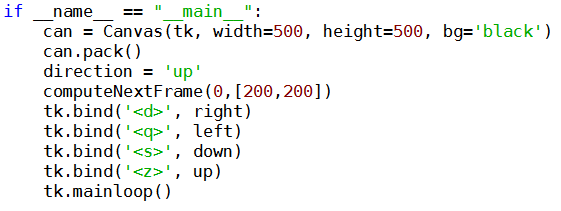 if __name__ == "__main__":
    can = Canvas(tk, width=500, height=500, bg='black')
    can.pack()
    direction = 'up'
    computeNextFrame(0,[200,200])
    tk.bind('<d>', right)
    tk.bind('<q>', left)
    tk.bind('<s>', down)
    tk.bind('<z>', up)
    tk.mainloop()